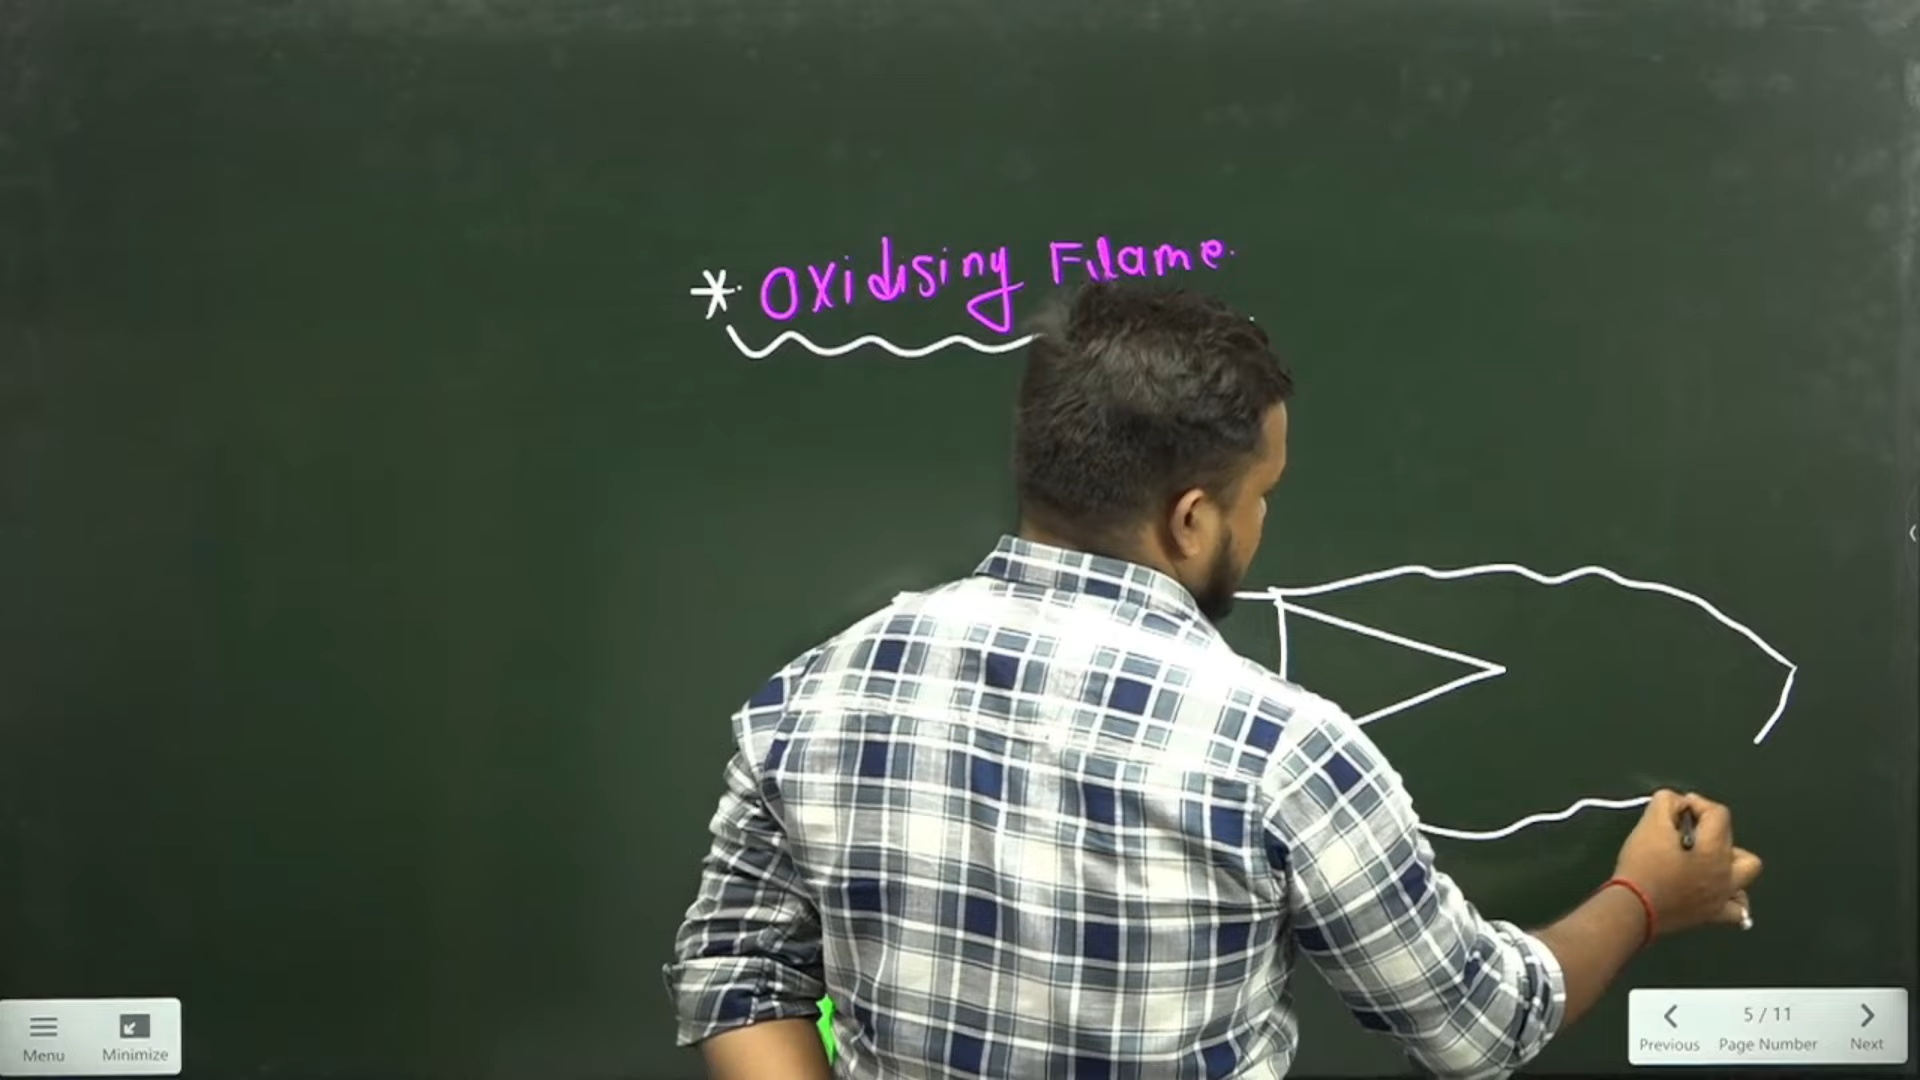 * Oxidising Flame.
Menu
Minimize
5 / 11
Previous
Page Number
Next